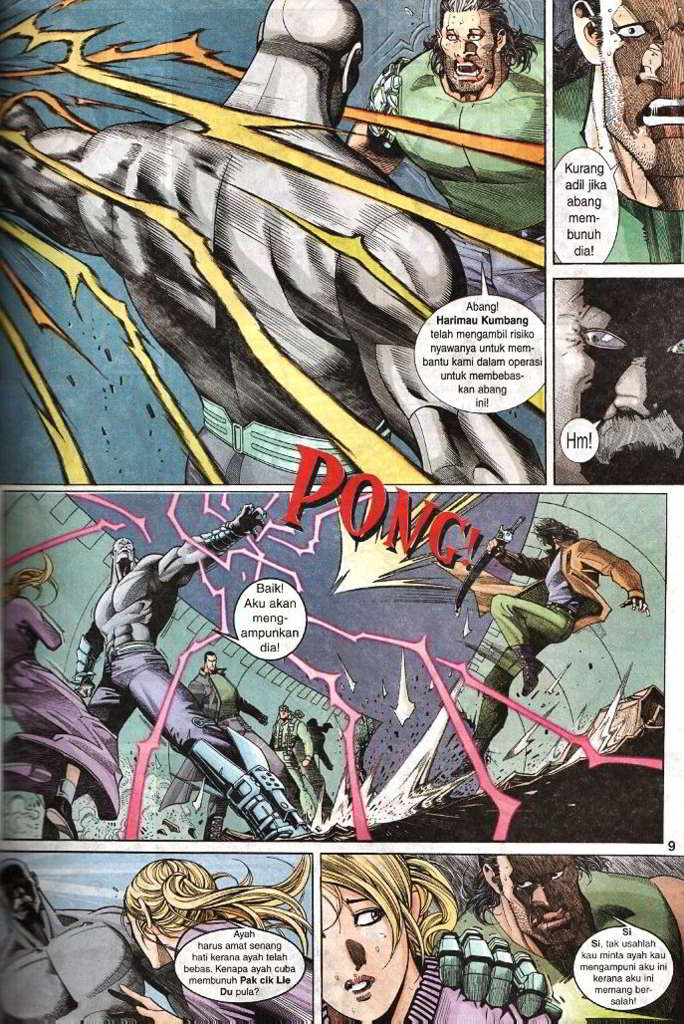 Abang!
Harimau Kumbang
telah mengambil risiko
nyawanya untuk mem-
bantu kami dalam operasi
untuk membebas-
kan abang
ini!
Kurang
adil jika
abang
mem-
bunuh
dia!
Hm!
PONG!
Baik!
Aku akan
meng-
ampunkan
dia!
9
Ayah
harus amat senang
hati kerana ayah telah
bebas. Kenapa ayah cuba
membunuh Pak cik Lie
Du pula?
Si
Si, tak usahlah
kau minta ayah kau
mengampuni aku ini
kerana aku ini
memang ber-
salah!